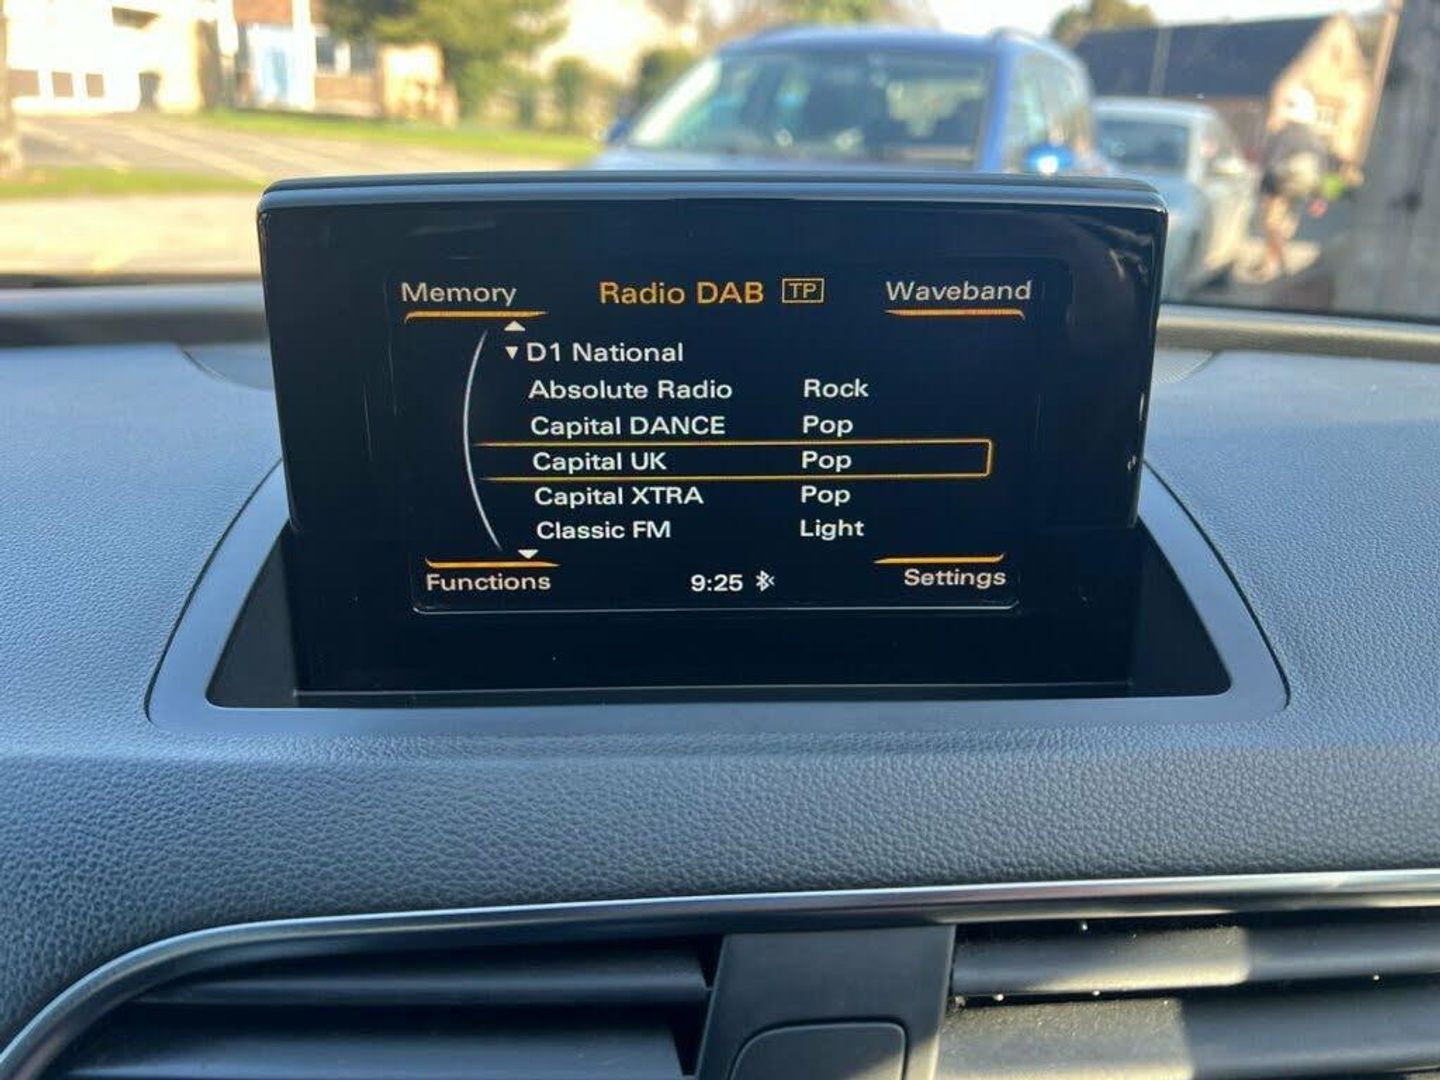 Memory Radio DAB TP Waveband
D1 National
Absolute Radio Rock
Capital DANCE Pop
Capital UK Pop
Capital XTRA Pop
Classic FM Light
Functions 9:25 Settings